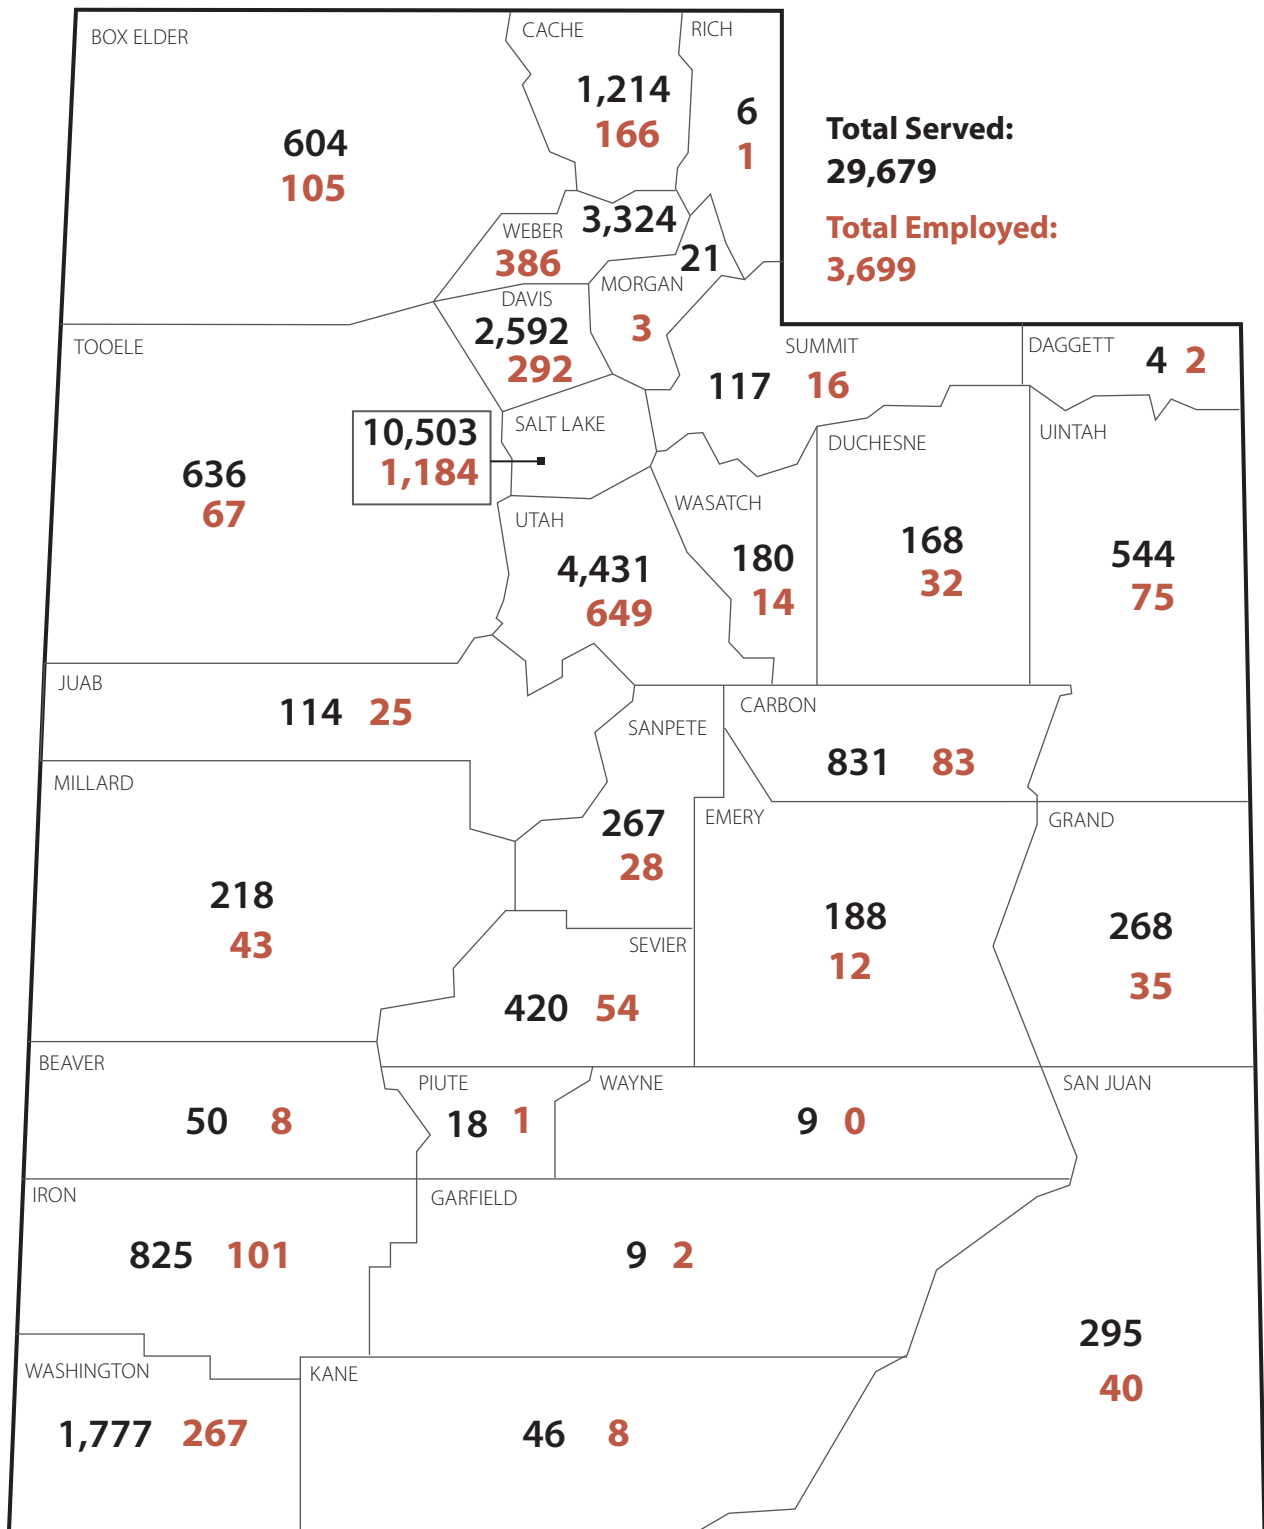 BOX ELDER
604
105
CACHE
1,214
166
RICH
6
1
Total Served:
29,679
Total Employed:
3,699
WEBER
3,324
386
MORGAN
21
3
DAVIS
2,592
292
TOOELE
636
67
SALT LAKE
10,503
1,184
SUMMIT
117 16
DAGGETT
4 2
DUCHESNE
168
32
UINTAH
544
75
WASATCH
180
14
UTAH
4,431
649
JUAB
114 25
SANPETE
267
28
CARBON
831 83
MILLARD
218
43
EMERY
188
12
GRAND
268
35
SEVIER
420 54
BEAVER
50 8
PIUTE
18 1
WAYNE
9 0
SAN JUAN
295
40
IRON
825 101
GARFIELD
9 2
WASHINGTON
1,777 267
KANE
46 8